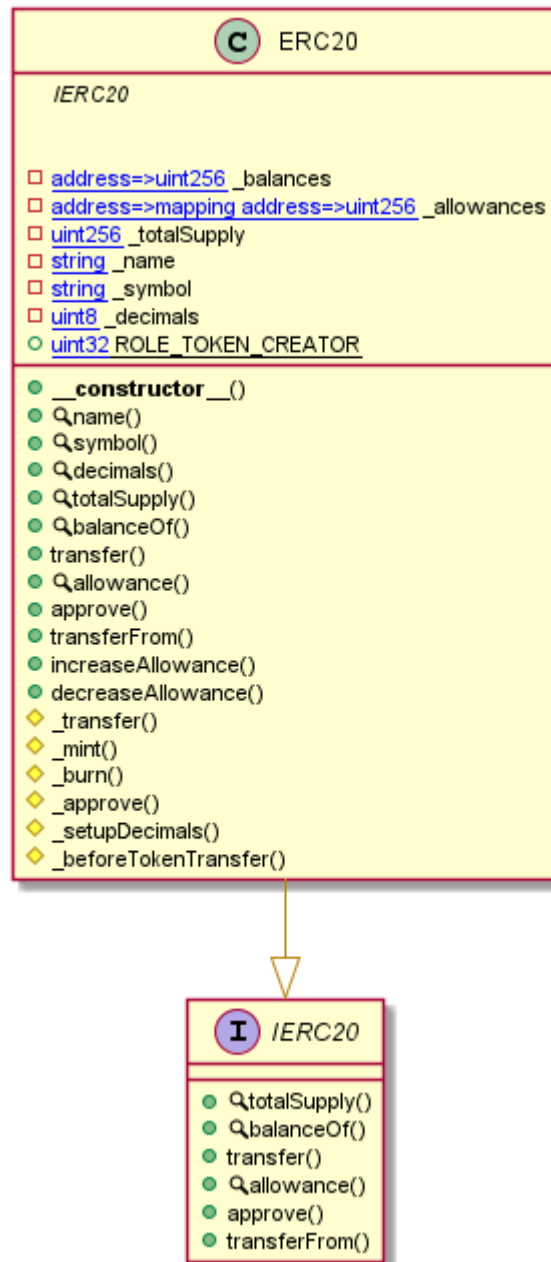 C ERC20
IERC20
address=>uint256 _balances
address=>mapping address=>uint256 _allowances
uint256 _totalSupply
string _name
string _symbol
uint8 _decimals
uint32 ROLE_TOKEN_CREATOR
__constructor__()
name()
symbol()
decimals()
totalSupply()
balanceOf()
transfer()
allowance()
approve()
transferFrom()
increaseAllowance()
decreaseAllowance()
_transfer()
_mint()
_burn()
_approve()
_setupDecimals()
_beforeTokenTransfer()
I IERC20
totalSupply()
balanceOf()
transfer()
allowance()
approve()
transferFrom()